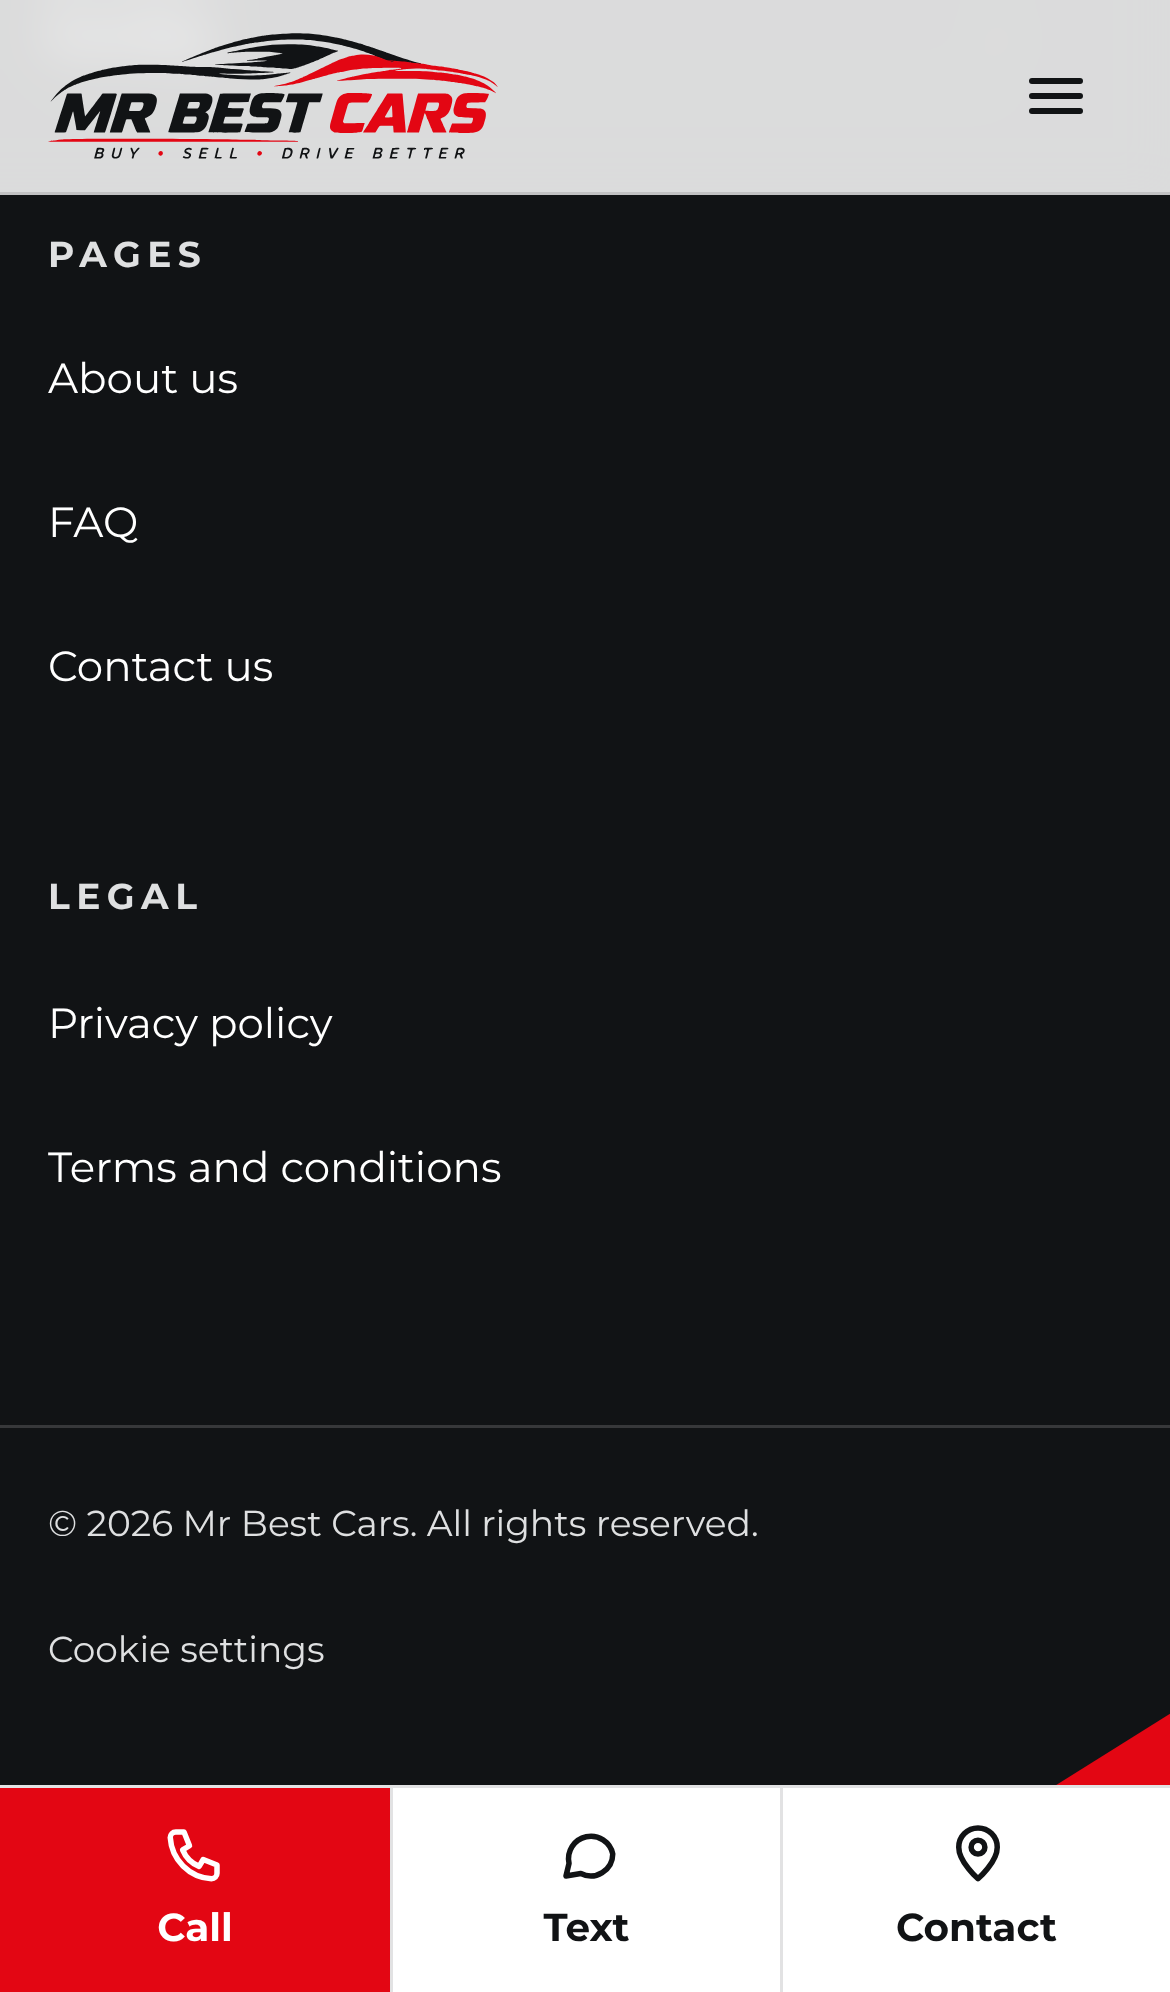 MR BEST CARS
BUY • SELL • DRIVE BETTER
PAGES
About us
FAQ
Contact us
LEGAL
Privacy policy
Terms and conditions
© 2026 Mr Best Cars. All rights reserved.
Cookie settings
Call
Text
Contact